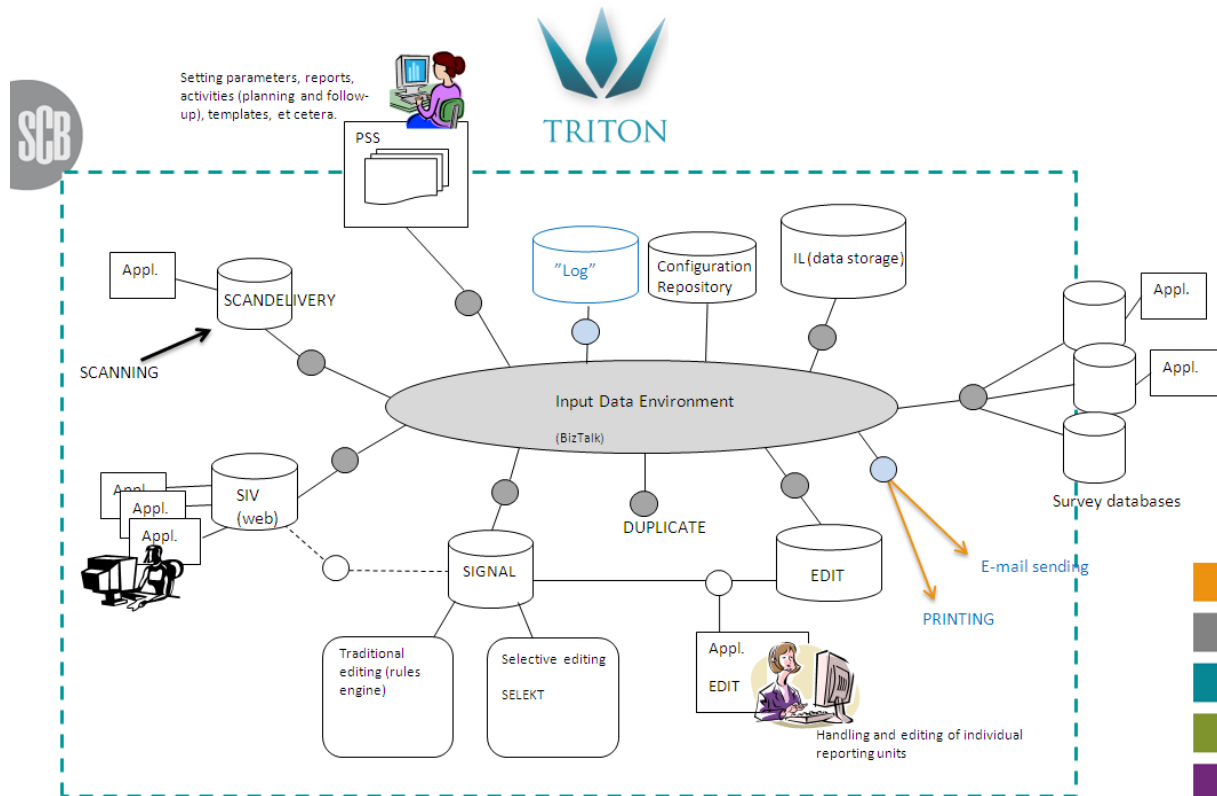 Setting parameters, reports,
activities (planning and follow-
up), templates, et cetera.
SCB
TRITON
PSS
Appl.
SCANDELIVERY
SCANNING
"Log"
Configuration
Repository
IL(data storage)
Appl.
Appl.
Survey databases
Input Data Environment
(BizTalk)
Appl.
Appl.
Appl.
SIV
(web)
SIGNAL
DUPLICATE
EDIT
E-mail sending
PRINTING
Traditional
editing (rules
engine)
Selective editing
SELEKT
Appl.
EDIT
Handling and editing of individual
reporting units